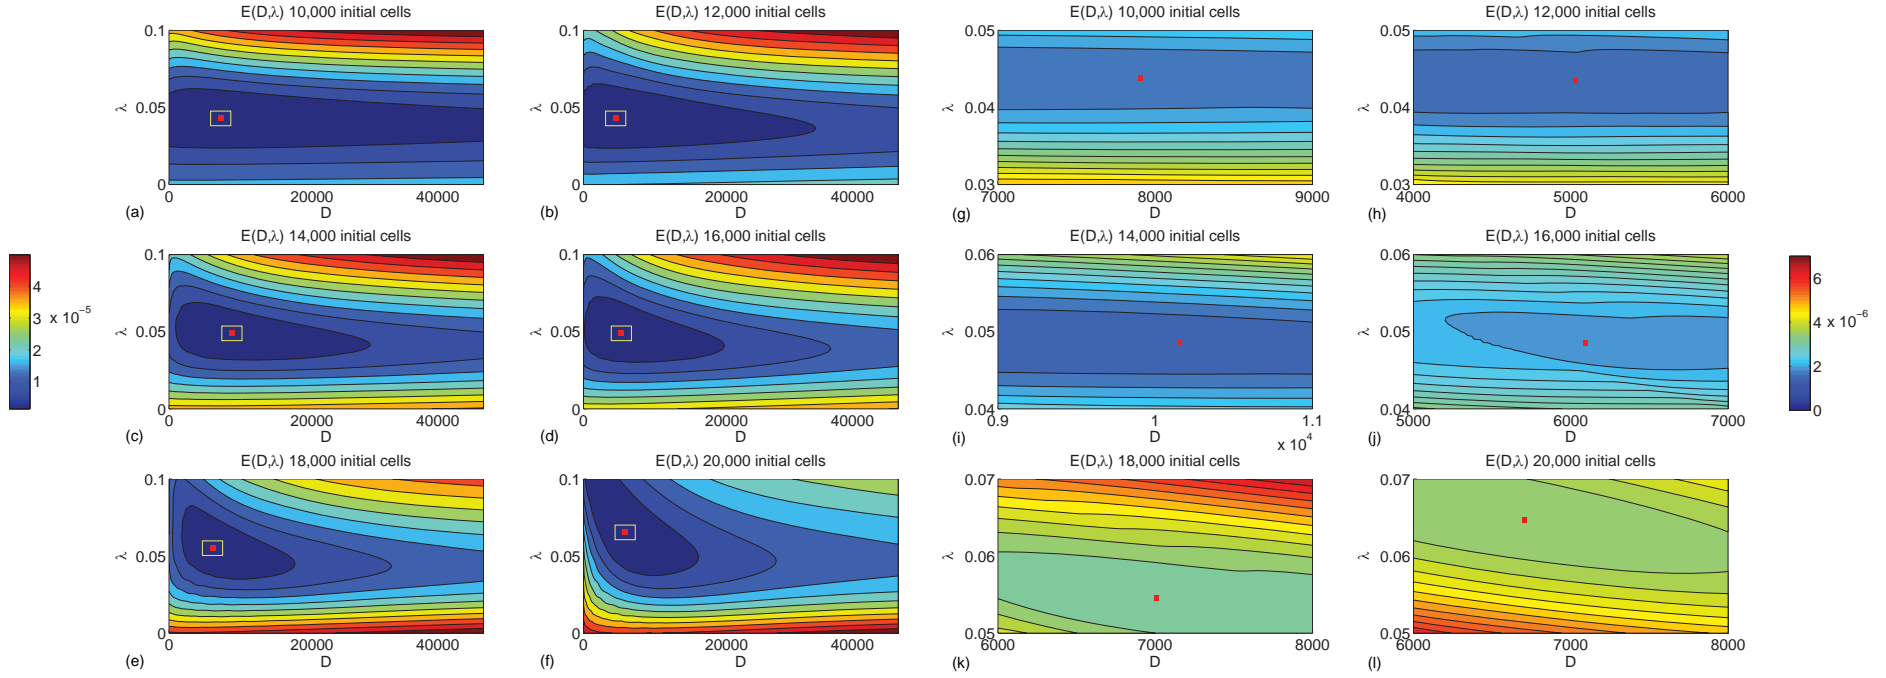 E(D,λ) 10,000 initial cells
0.1
0.05
0
λ
0
20000
40000
D
(a)
E(D,λ) 12,000 initial cells
0.1
0.05
0
λ
0
20000
40000
D
(b)
E(D,λ) 10,000 initial cells
0.05
0.04
0.03
λ
7000
8000
9000
D
(g)
E(D,λ) 12,000 initial cells
0.05
0.04
0.03
λ
4000
5000
6000
D
(h)
4
3
x 10⁻⁵
2
1
E(D,λ) 14,000 initial cells
0.1
0.05
0
λ
0
20000
40000
D
(c)
E(D,λ) 16,000 initial cells
0.1
0.05
0
λ
0
20000
40000
D
(d)
E(D,λ) 14,000 initial cells
0.06
0.05
0.04
λ
0.9
1
1.1
D
x 10⁴
(i)
E(D,λ) 16,000 initial cells
0.06
0.05
0.04
λ
5000
6000
7000
D
(j)
6
4 x 10⁻⁶
2
0
E(D,λ) 18,000 initial cells
0.1
0.05
0
λ
0
20000
40000
D
(e)
E(D,λ) 20,000 initial cells
0.1
0.05
0
λ
0
20000
40000
D
(f)
E(D,λ) 18,000 initial cells
0.07
0.06
0.05
λ
6000
7000
8000
D
(k)
E(D,λ) 20,000 initial cells
0.07
0.06
0.05
λ
6000
7000
8000
D
(l)